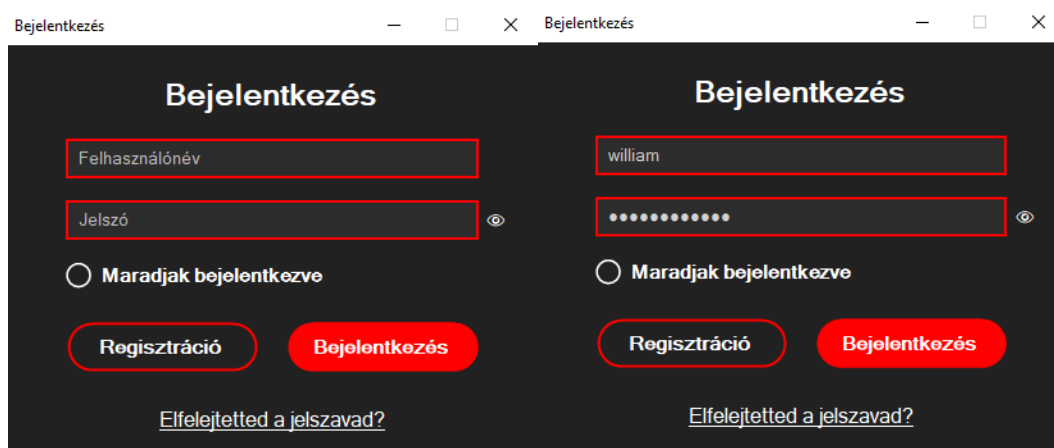 Bejelentkezés
Bejelentkezés
Felhasználónév
Jelszó
Maradjak bejelentkezve
Regisztráció
Bejelentkezés
Elfelejtetted a jelszavad?
Bejelentkezés
Bejelentkezés
william
●●●●●●●●●●●●
Maradjak bejelentkezve
Regisztráció
Bejelentkezés
Elfelejtetted a jelszavad?